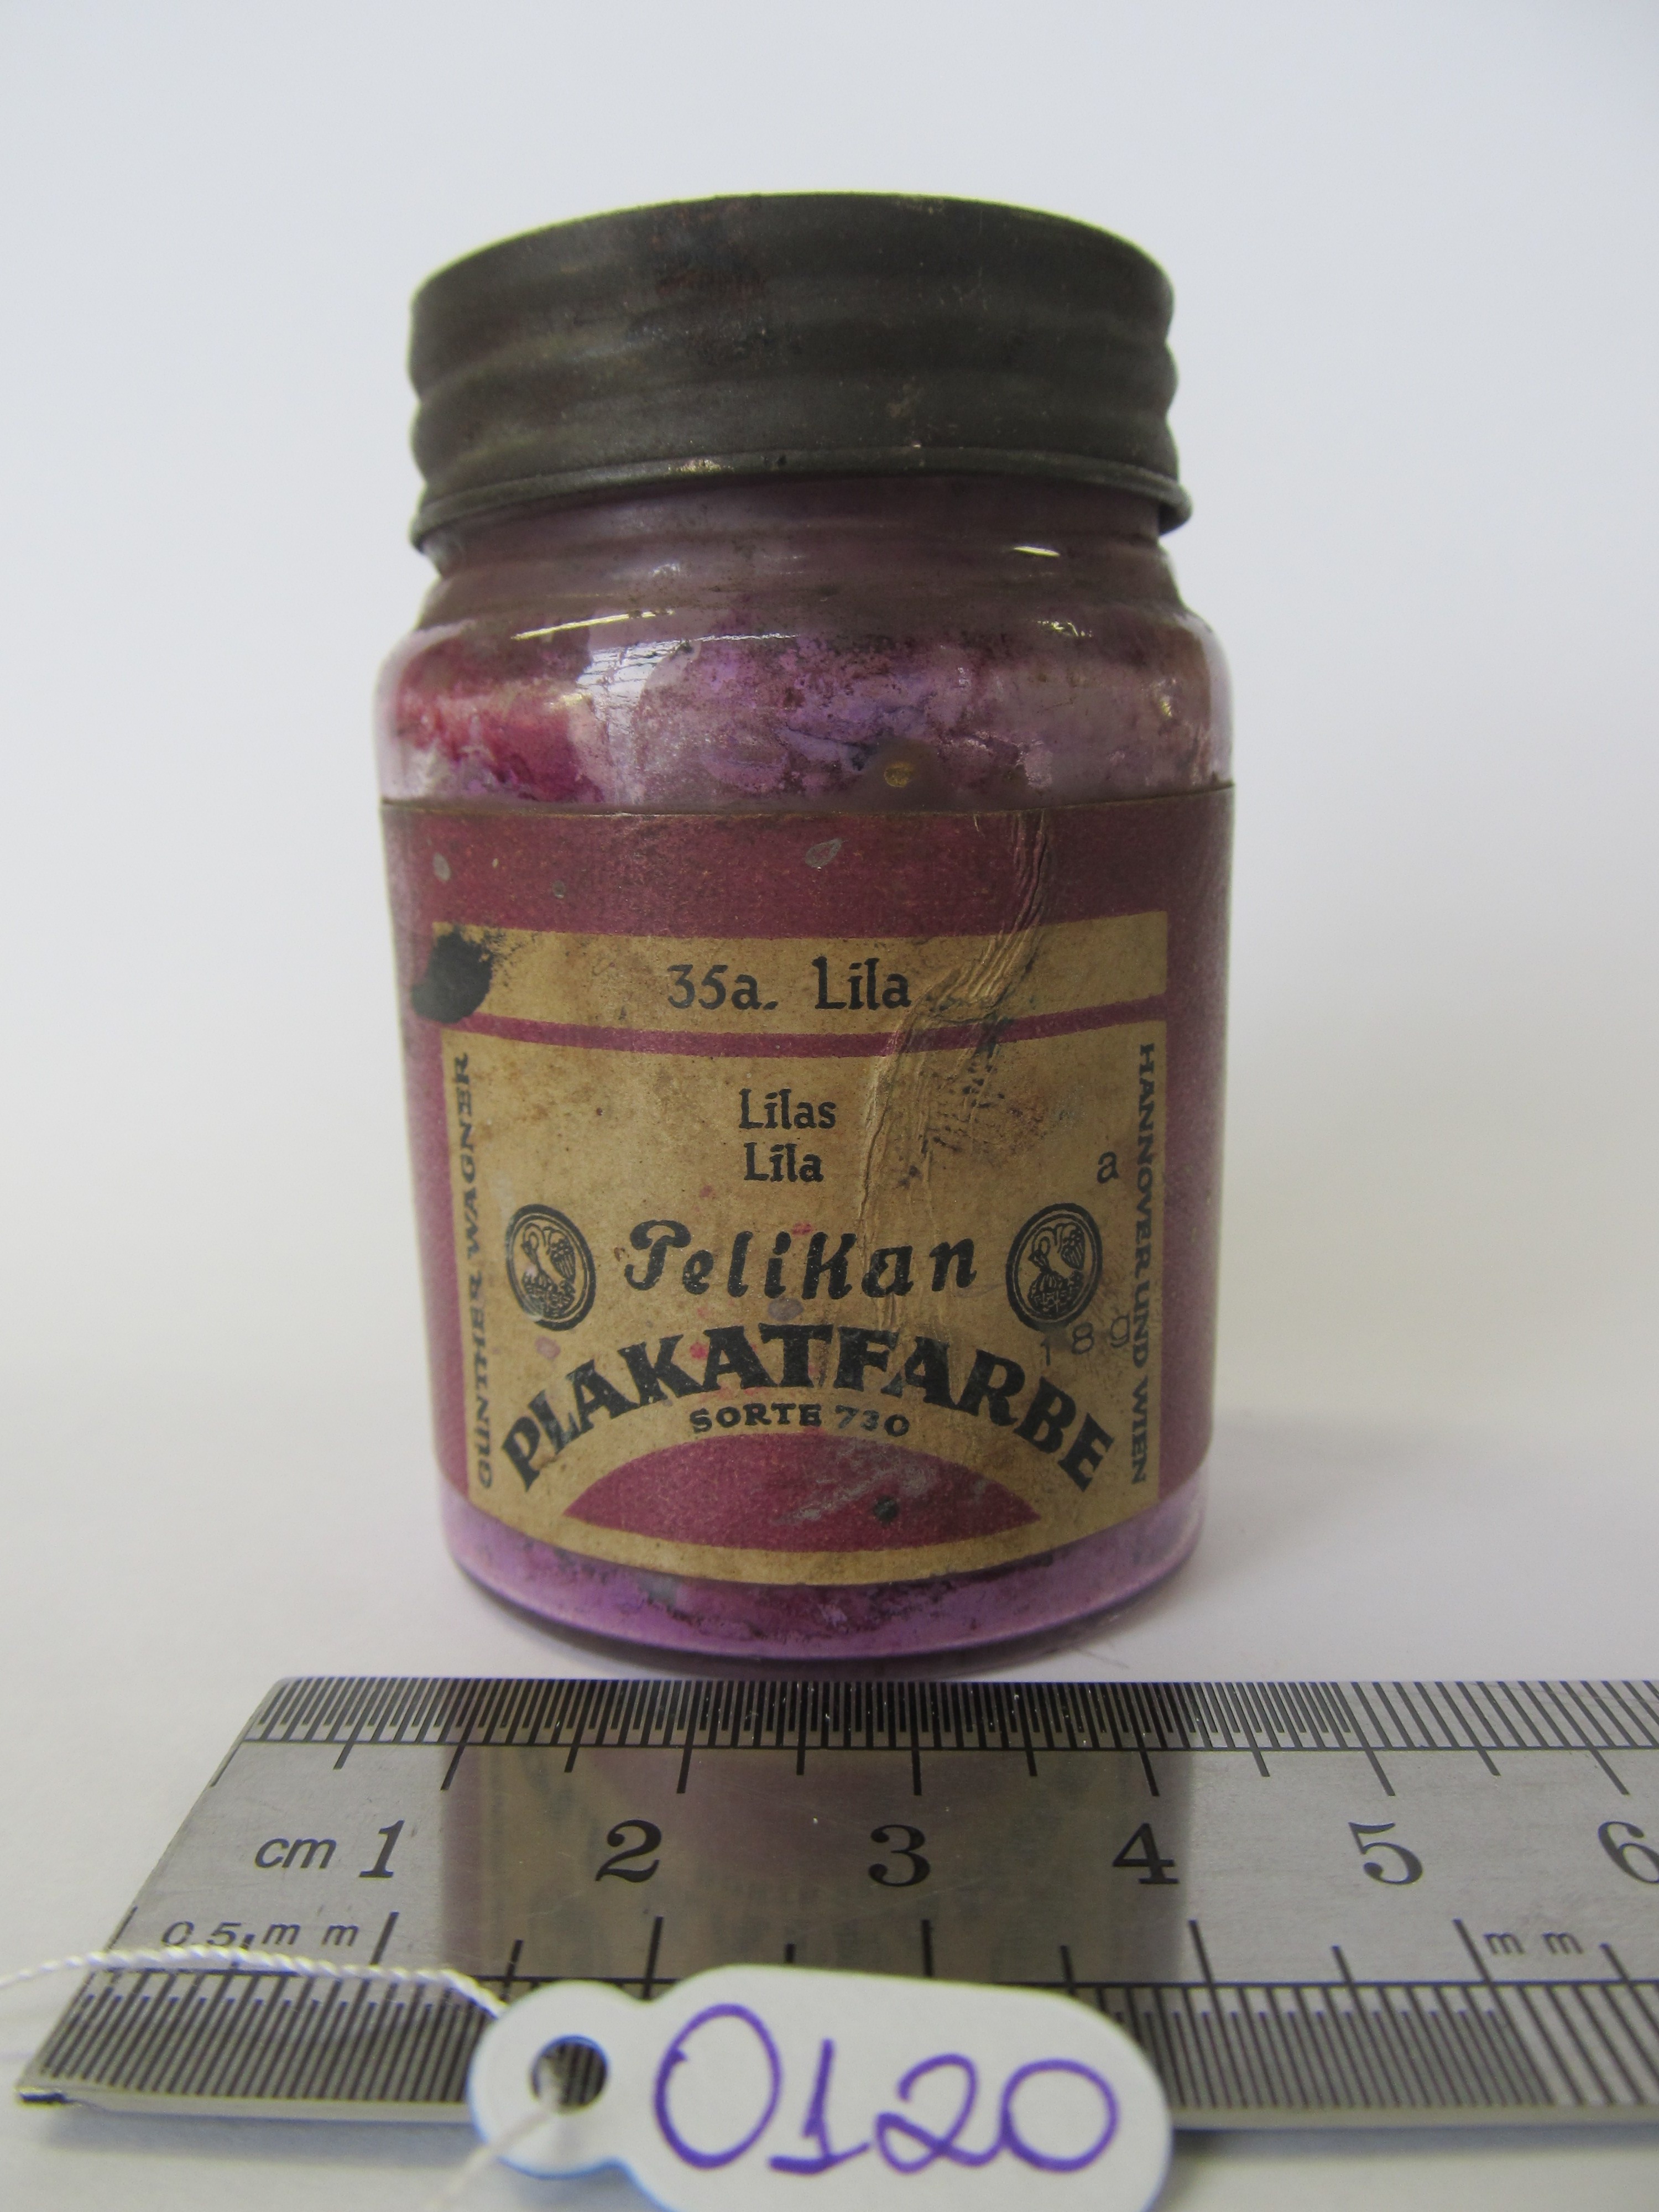 35a. Lila
Lilas
Lila
a
Pelikan
18g
PLAKATFARBE
SORTE 730
GÜNTHER WAGNER
HANNOVER UND WIEN
cm 1 2 3 4 5 6
0.5 mm mm
0120